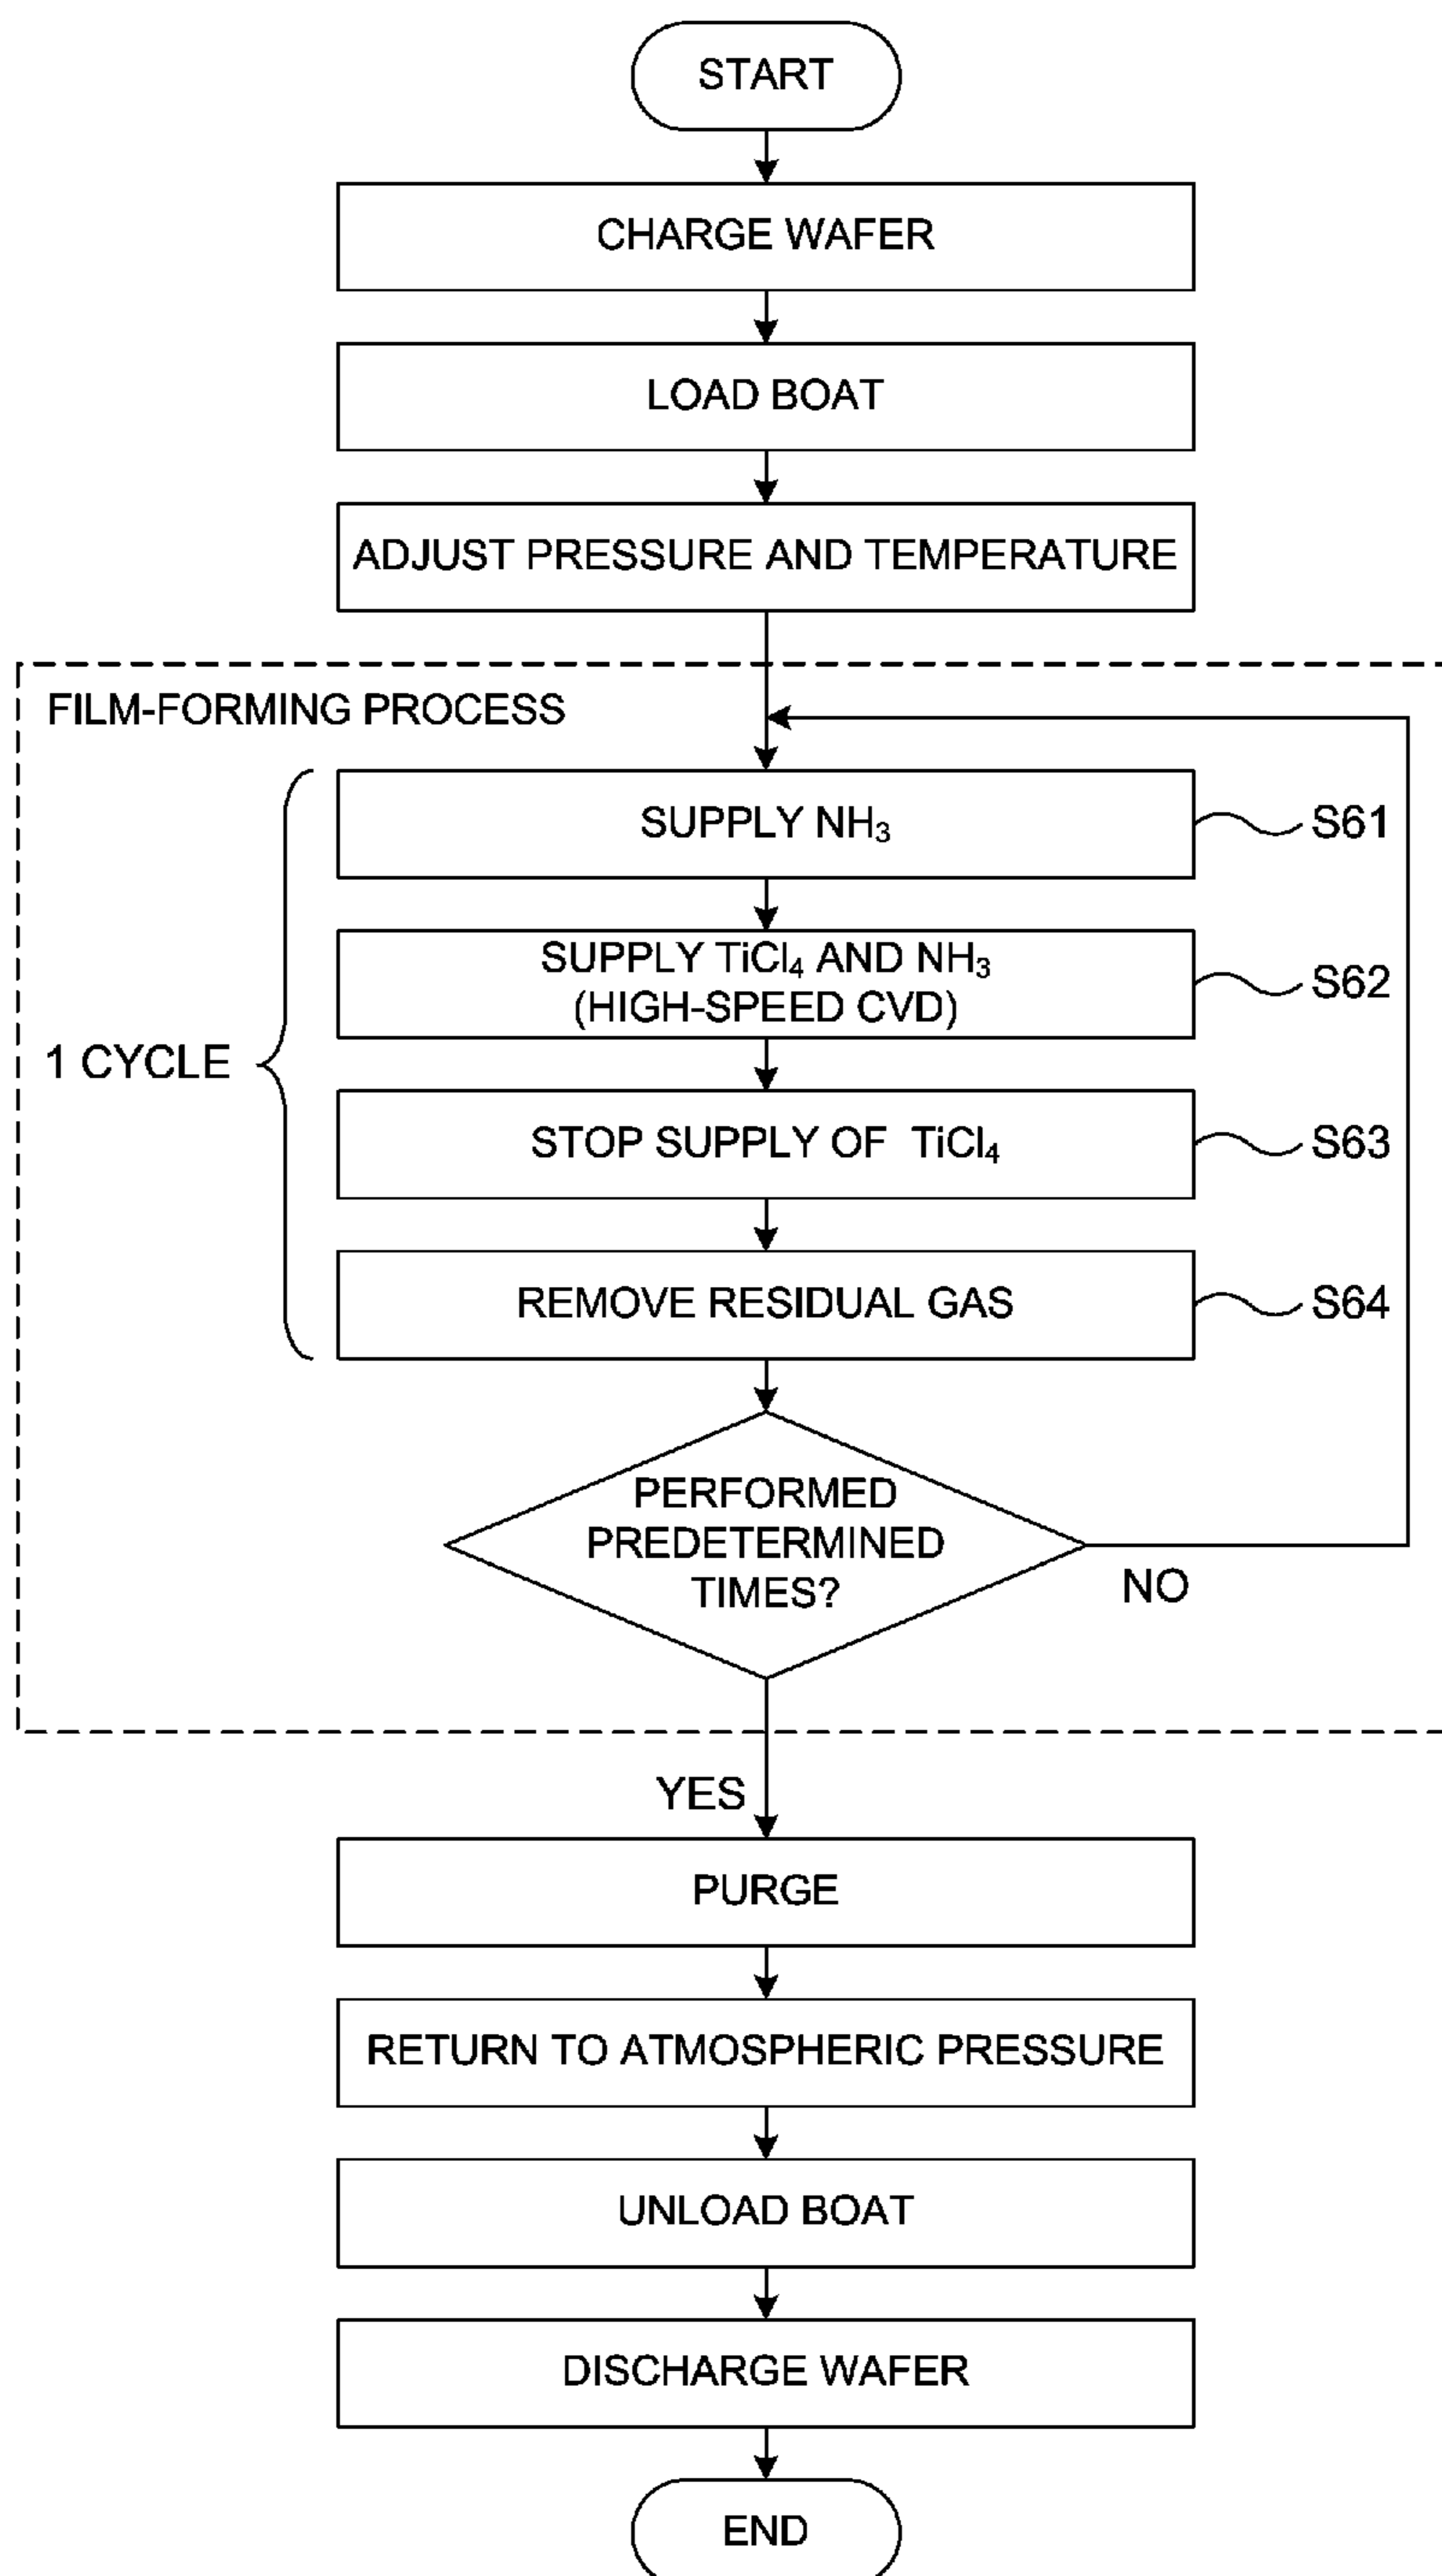 START
CHARGE WAFER
LOAD BOAT
ADJUST PRESSURE AND TEMPERATURE
FILM-FORMING PROCESS
SUPPLY NH₃
S61
SUPPLY TiCl₄ AND NH₃
(HIGH-SPEED CVD)
S62
1 CYCLE
STOP SUPPLY OF TiCl₄
S63
REMOVE RESIDUAL GAS
S64
PERFORMED
PREDETERMINED
TIMES?
NO
YES
PURGE
RETURN TO ATMOSPHERIC PRESSURE
UNLOAD BOAT
DISCHARGE WAFER
END